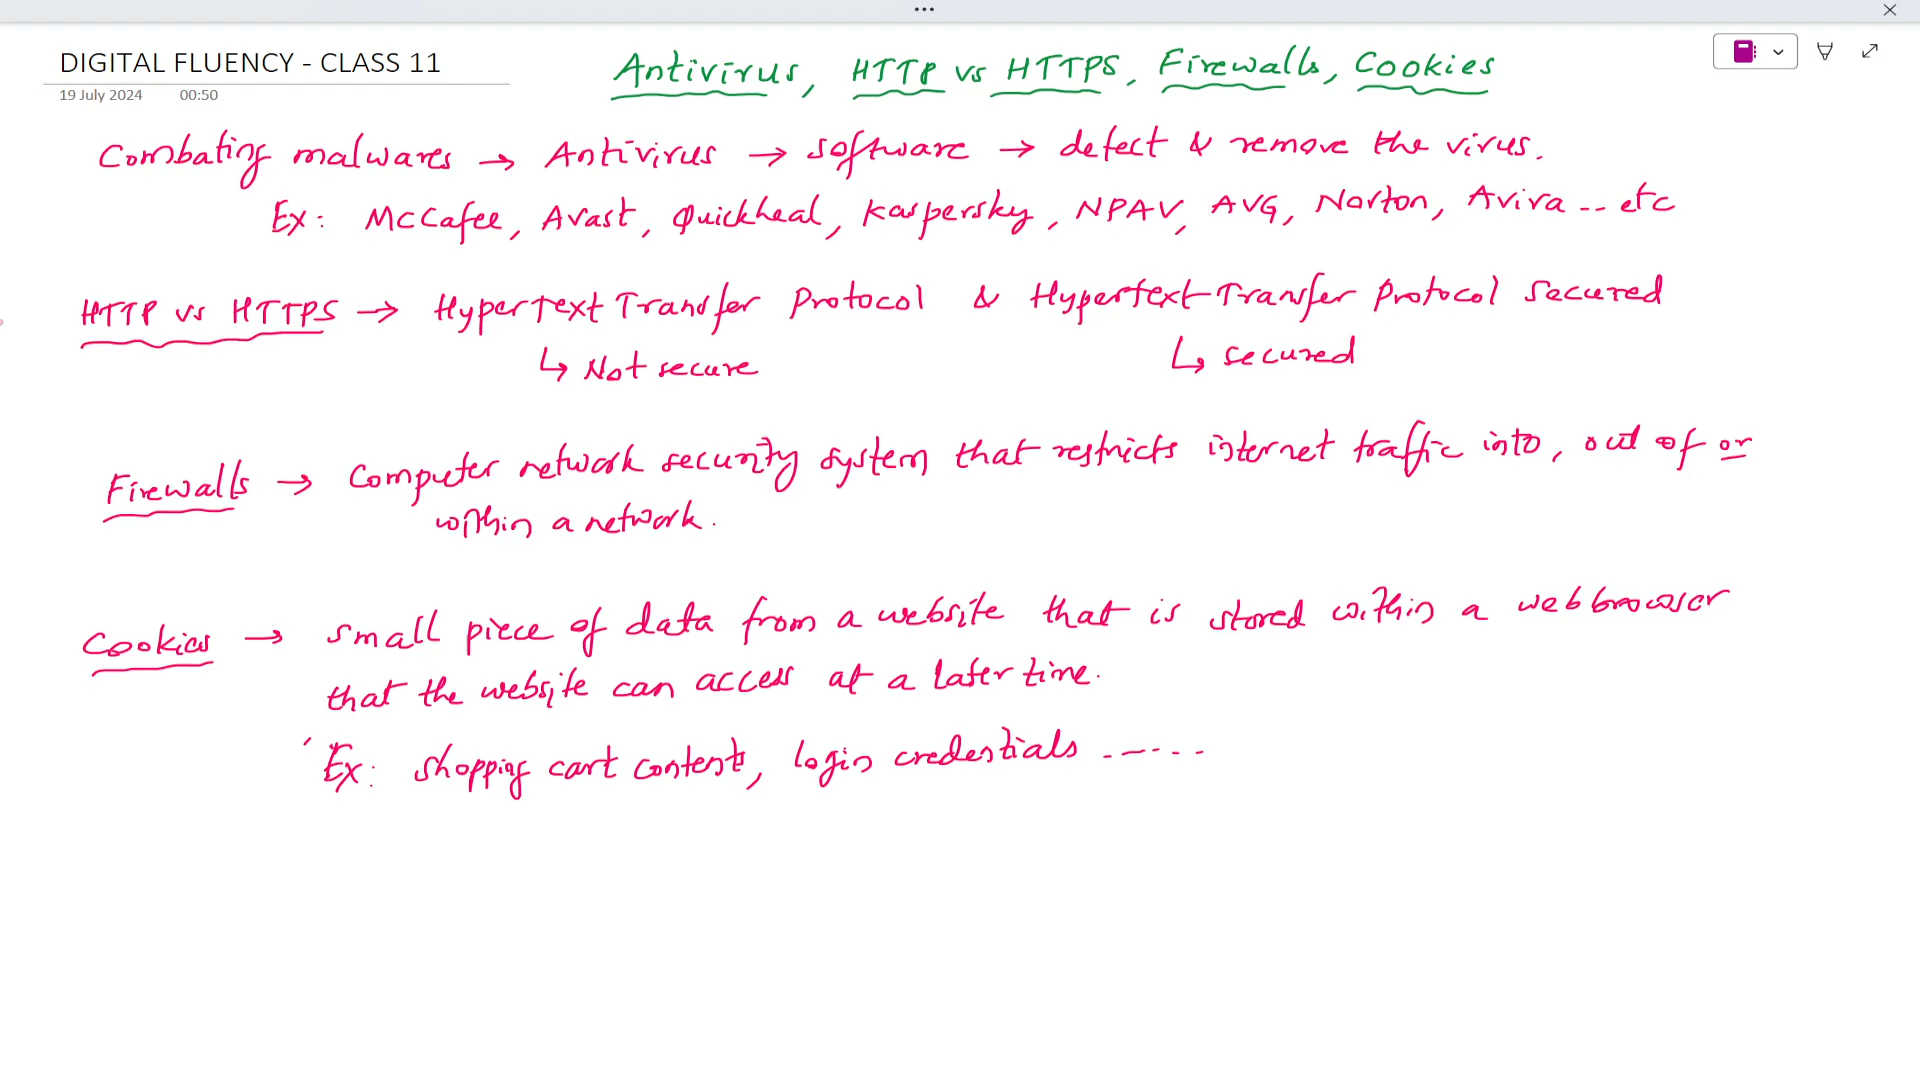 DIGITAL FLUENCY - CLASS 11
19 July 2024 00:50
Antivirus, HTTP vs HTTPS, Firewalls, Cookies
Combating malwares → Antivirus → software → detect & remove the virus.
Ex: McCafee, Avast, Quickheal, Kaspersky, NPAV, AVG, Norton, Avira .. etc
HTTP vs HTTPS → Hypertext Transfer Protocol & Hypertext Transfer Protocol Secured
↳ Not secure ↳ secured
Firewalls → Computer network security system that restricts internet traffic into, out of or
within a network.
Cookies → small piece of data from a website that is stored within a web browser
that the website can access at a later time.
Ex: shopping cart contents, login credentials ......